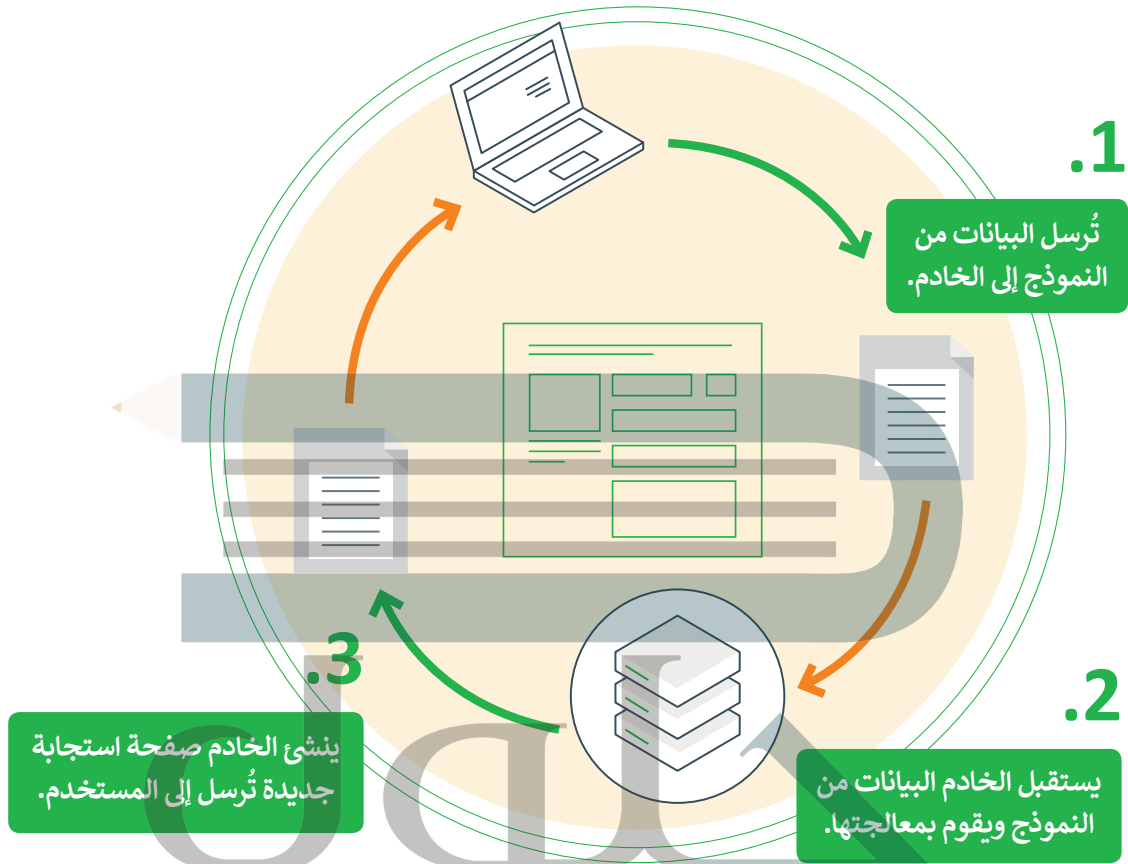 .1
تُرسل البيانات من
النموذج إلى الخادم.
.2
يستقبل الخادم البيانات من
النموذج ويقوم بمعالجتها.
.3
ينشئ الخادم صفحة استجابة
جديدة تُرسل إلى المستخدم.